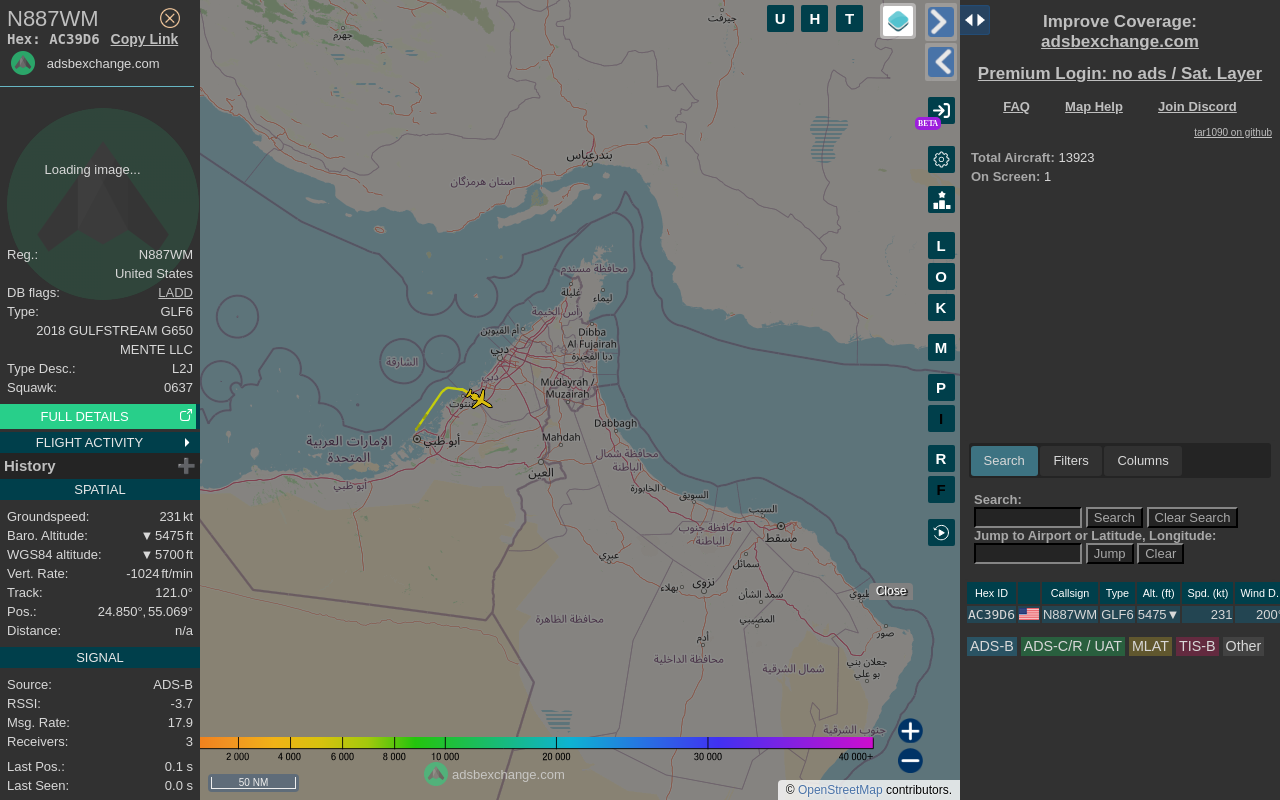 N887WM
Hex: AC39D6 Copy Link
adsbexchange.com
Loading image...
Reg.: N887WM
United States
DB flags: LADD
Type: GLF6
2018 GULFSTREAM G650
MENTE LLC
Type Desc.: L2J
Squawk: 0637
FULL DETAILS
FLIGHT ACTIVITY
History
SPATIAL
Groundspeed: 231 kt
Baro. Altitude: ▼ 5475 ft
WGS84 altitude: ▼ 5700 ft
Vert. Rate: -1024 ft/min
Track: 121.0°
Pos.: 24.850°, 55.069°
Distance: n/a
SIGNAL
Source: ADS-B
RSSI: -3.7
Msg. Rate: 17.9
Receivers: 3
Last Pos.: 0.1 s
Last Seen: 0.0 s
جيرفت
جهرم
بندرعباس
استان هرمزگان
محافظة مسندم
غليلة
ليماء
رأس الخيمة
أم القيوين
Dibba
Al Fujairah
دبا الفجيرة
دبي
الشارقة
دبي
Mudayrah /
Muzairah
أبو ظبي
الإمارات العربية
المتحدة
أبو ظبي
Mahdah
Dabbagh
العين
محافظة شمال
الباطنة
الخابورة
السويق
السيب
مسقط
محافظة جنوب
الباطنة
عبري
سمائل
نزوى
بهلاء
سمد الشأن
المضيبي
محافظة الظاهرة
أدم
محافظة الداخلية
شمال الشرقية
صور
جعلان بني
بو علي
جنوب الشرقية
U H T
BETA
L
O
K
M
P
I
R
F
Close
2 000 4 000 6 000 8 000 10 000 20 000 30 000 40 000+
adsbexchange.com
50 NM
© OpenStreetMap contributors.
Improve Coverage:
adsbexchange.com
Premium Login: no ads / Sat. Layer
FAQ Map Help Join Discord
tar1090 on github
Total Aircraft: 13923
On Screen: 1
Search Filters Columns
Search:
Search Clear Search
Jump to Airport or Latitude, Longitude:
Jump Clear
Hex ID Callsign Type Alt. (ft) Spd. (kt) Wind D.
AC39D6 N887WM GLF6 5475▼ 231 200°
ADS-B ADS-C/R / UAT MLAT TIS-B Other